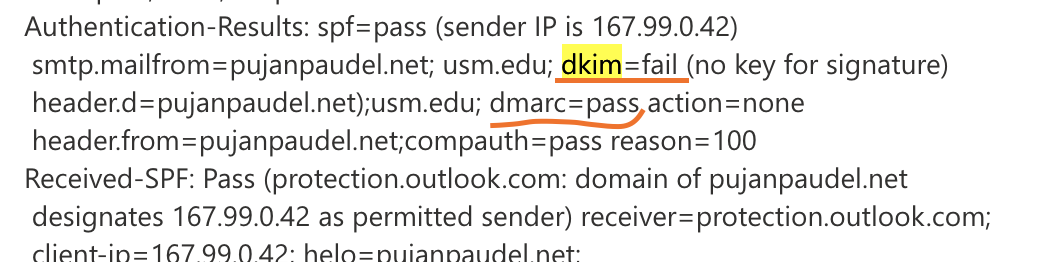 Authentication-Results: spf=pass (sender IP is 167.99.0.42)
smtp.mailfrom=pujanpaudel.net; usm.edu; dkim=fail (no key for signature)
header.d=pujanpaudel.net);usm.edu; dmarc=pass action=none
header.from=pujanpaudel.net;compauth=pass reason=100
Received-SPF: Pass (protection.outlook.com: domain of pujanpaudel.net
designates 167.99.0.42 as permitted sender) receiver=protection.outlook.com;
client-ip=167.99.0.42; helo=pujanpaudel.net;